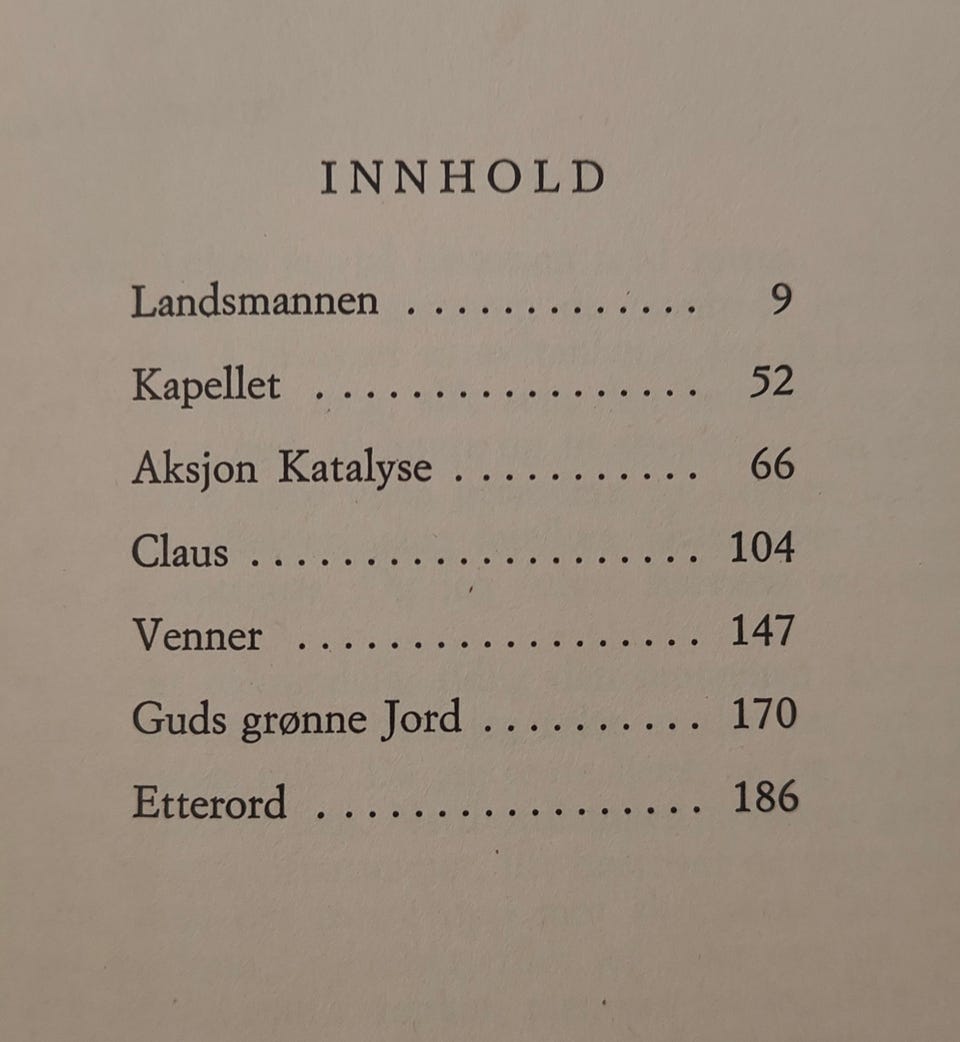 INNHOLD
Landsmannen ............. 9
Kapellet ................. 52
Aksjon Katalyse ........... 66
Claus .................... 104
Venner .................. 147
Guds grønne Jord .......... 170
Etterord ................. 186